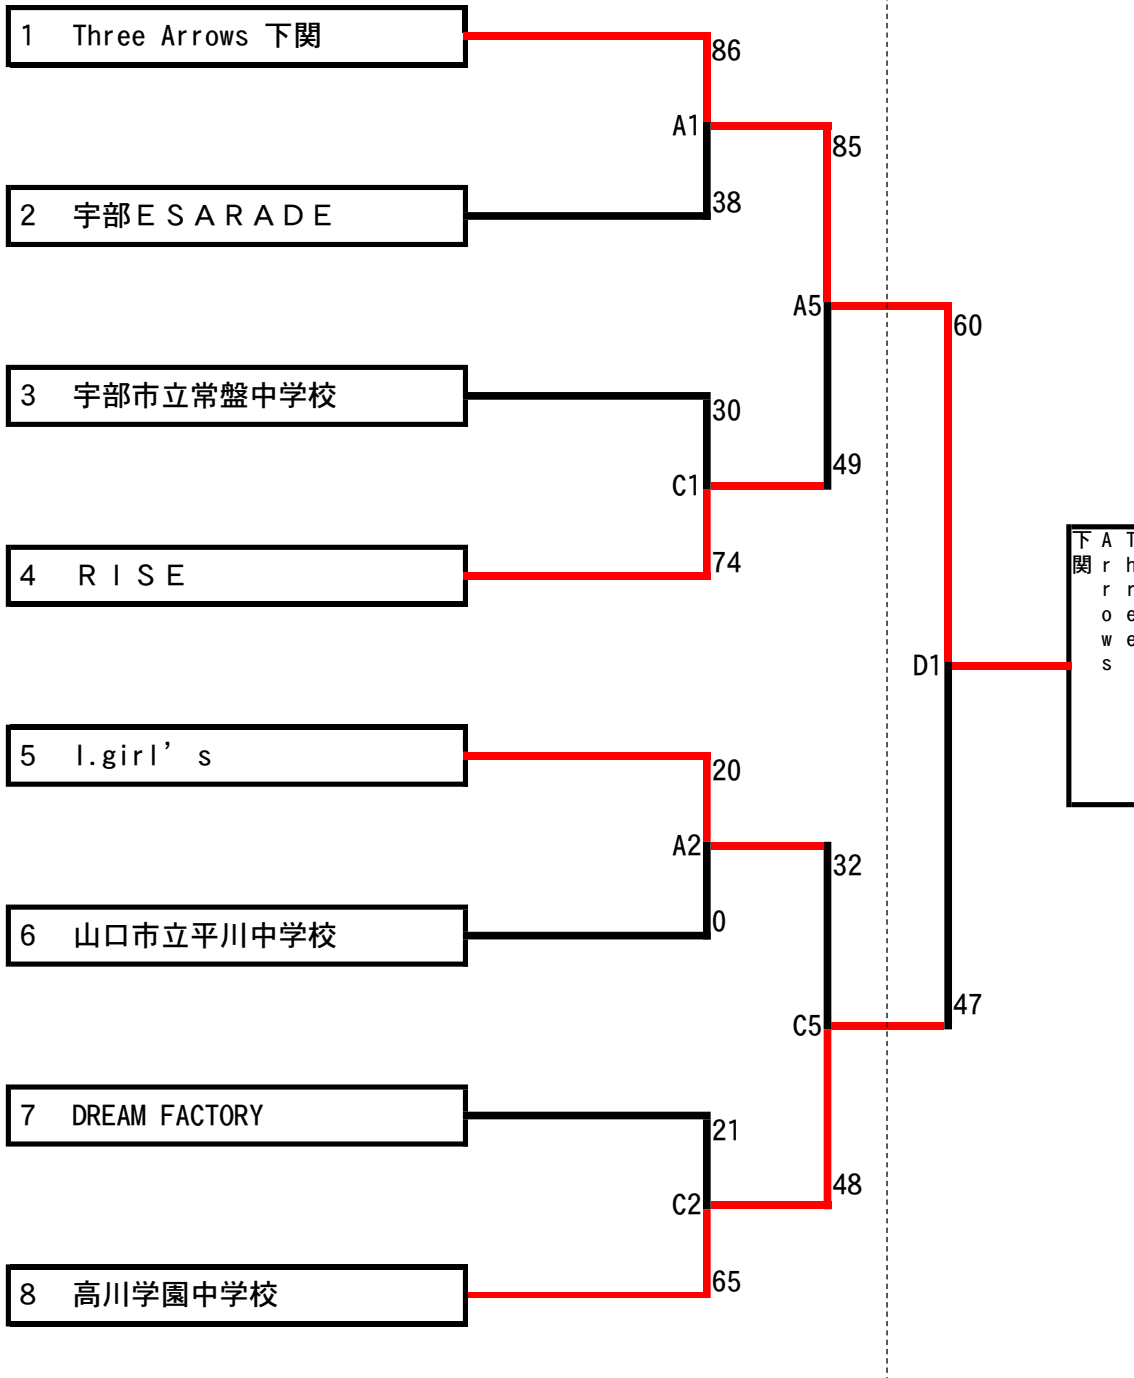 1 Three Arrows 下関
86
A1
85
38
2 宇部ＥＳＡＲＡＤＥ
A5
60
3 宇部市立常盤中学校
30
49
C1
74
4 ＲＩＳＥ
Three
Arrows
下関
D1
5 I.girl’s
20
A2
32
0
6 山口市立平川中学校
47
C5
7 DREAM FACTORY
21
48
C2
65
8 高川学園中学校